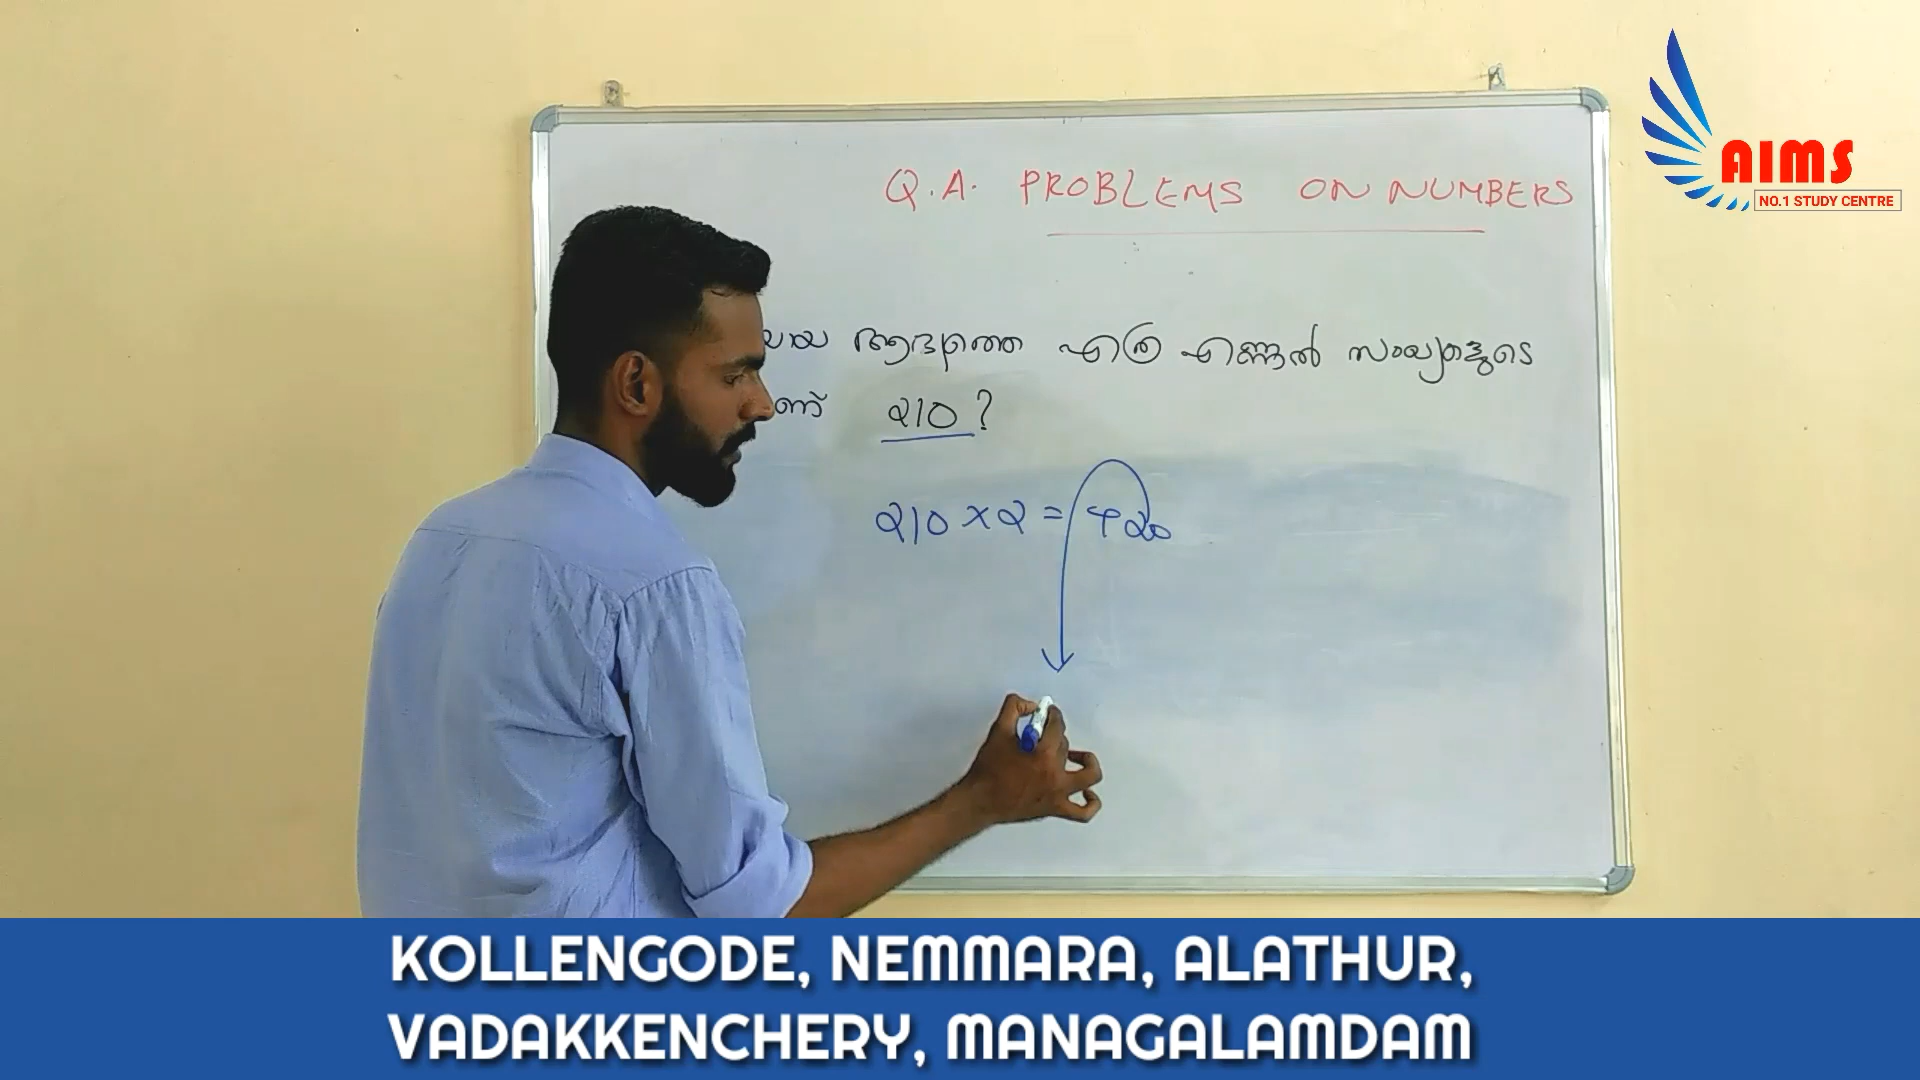 AIMS
NO.1 STUDY CENTRE
Q.A. PROBLEMS ON NUMBERS
ആദ്യത്തെ എത്ര എണ്ണൽ സംഖ്യകളുടെ
210 ?
210 × 2 = 420
KOLLENGODE, NEMMARA, ALATHUR,
VADAKKENCHERY, MANAGALAMDAM